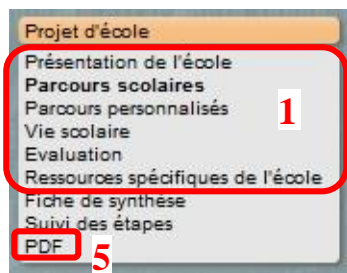 Projet d'école
Présentation de l'école
Parcours scolaires
Parcours personnalisés
1
Vie scolaire
Evaluation
Ressources spécifiques de l'école
Fiche de synthèse
Suivi des étapes
PDF
5